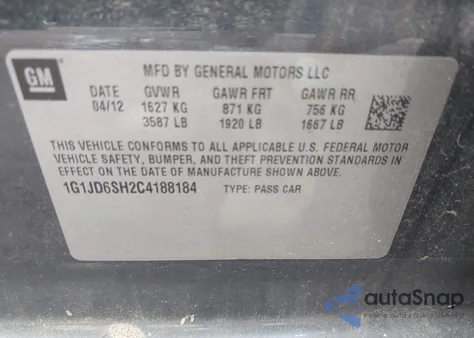 GM
MFD BY GENERAL MOTORS LLC
DATE GVWR GAWR FRT GAWR RR
04/12 1627 KG 871 KG 756 KG
3587 LB 1920 LB 1667 LB
THIS VEHICLE CONFORMS TO ALL APPLICABLE U.S. FEDERAL MOTOR
VEHICLE SAFETY, BUMPER, AND THEFT PREVENTION STANDARDS IN
EFFECT ON THE DATE OF MANUFACTURE SHOWN ABOVE.
1G1JD6SH2C4188184 TYPE: PASS CAR
autoSnap